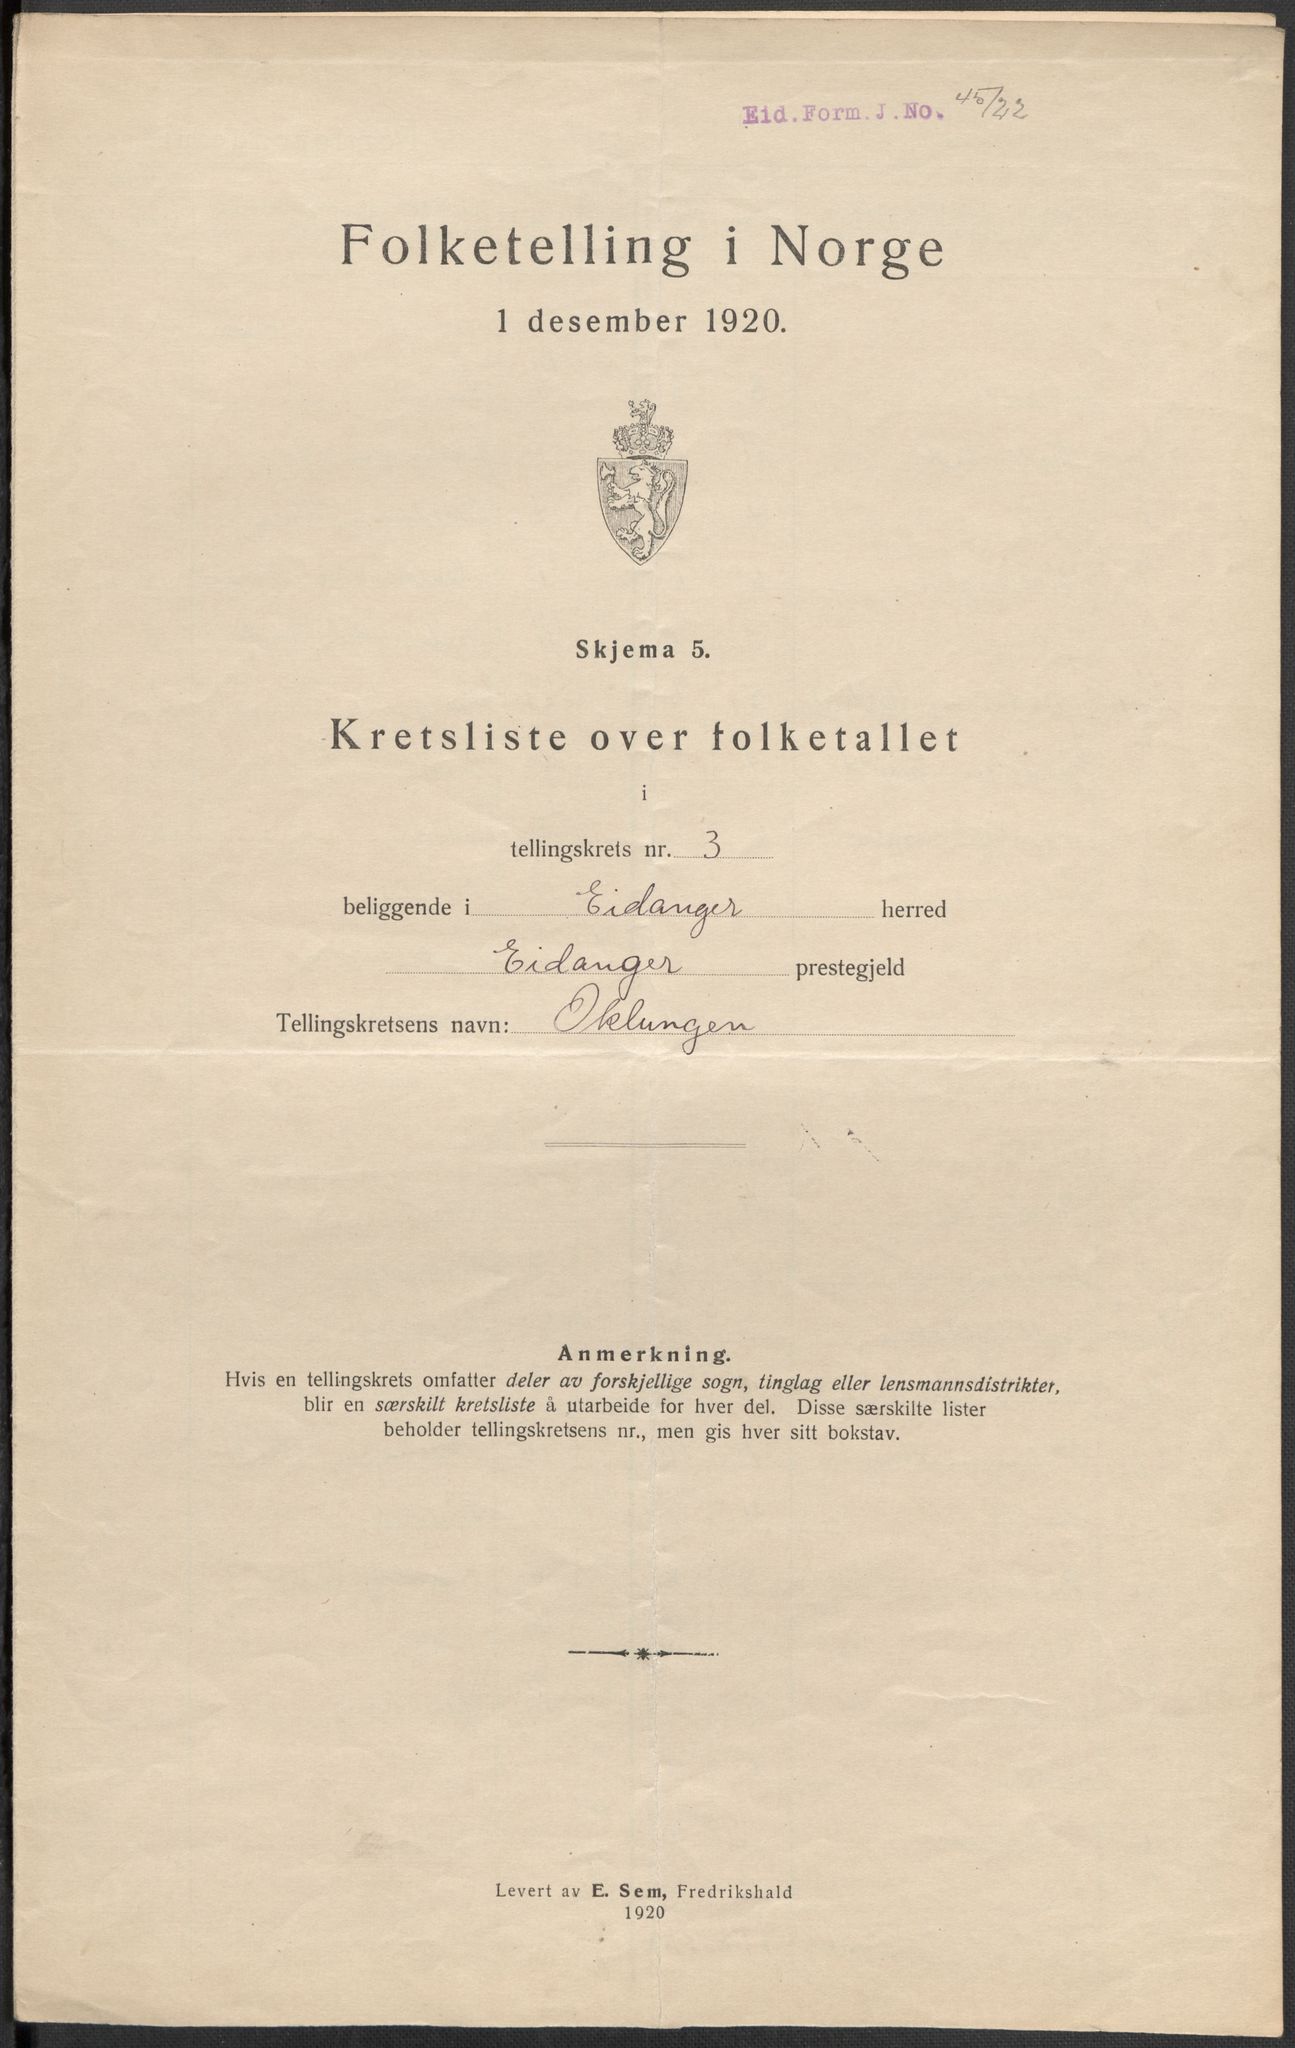 Eid. Form. J. No. 45/22
Folketelling i Norge
1 desember 1920.
Skjema 5.
Kretsliste over folketallet
i
tellingskrets nr. 3
beliggende i Eidanger herred
Eidanger prestegjeld
Tellingskretsens navn: Oklungen
Anmerkning.
Hvis en tellingskrets omfatter deler av forskjellige sogn, tinglag eller lensmannsdistrikter,
blir en særskilt kretsliste å utarbeide for hver del. Disse særskilte lister
beholder tellingskretsens nr., men gis hver sitt bokstav.
Levert av E. Sem, Fredrikshald
1920